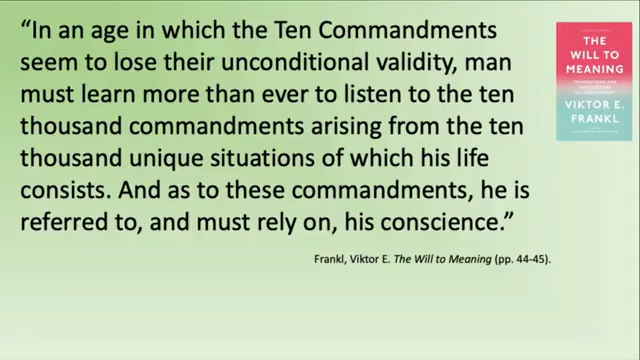 “In an age in which the Ten Commandments
seem to lose their unconditional validity, man
must learn more than ever to listen to the ten
thousand commandments arising from the ten
thousand unique situations of which his life
consists. And as to these commandments, he is
referred to, and must rely on, his conscience.”
Frankl, Viktor E. The Will to Meaning (pp. 44-45).
THE
WILL TO
MEANING
VIKTOR E.
FRANKL